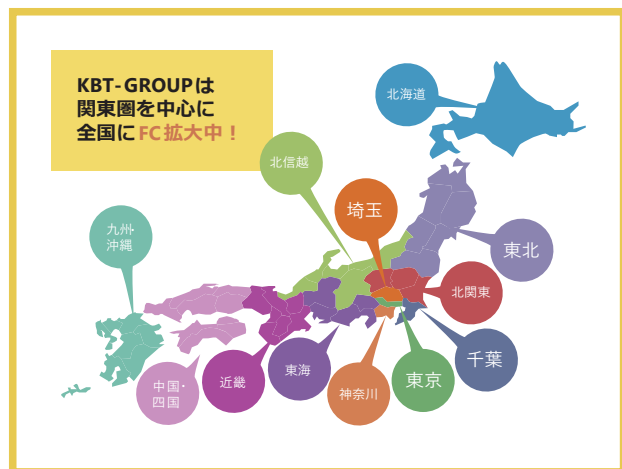 KBT-GROUPは
関東圏を中心に
全国にFC拡大中！
北海道
北信越
埼玉
九州・
沖縄
東北
北関東
千葉
東京
神奈川
東海
近畿
中国・
四国